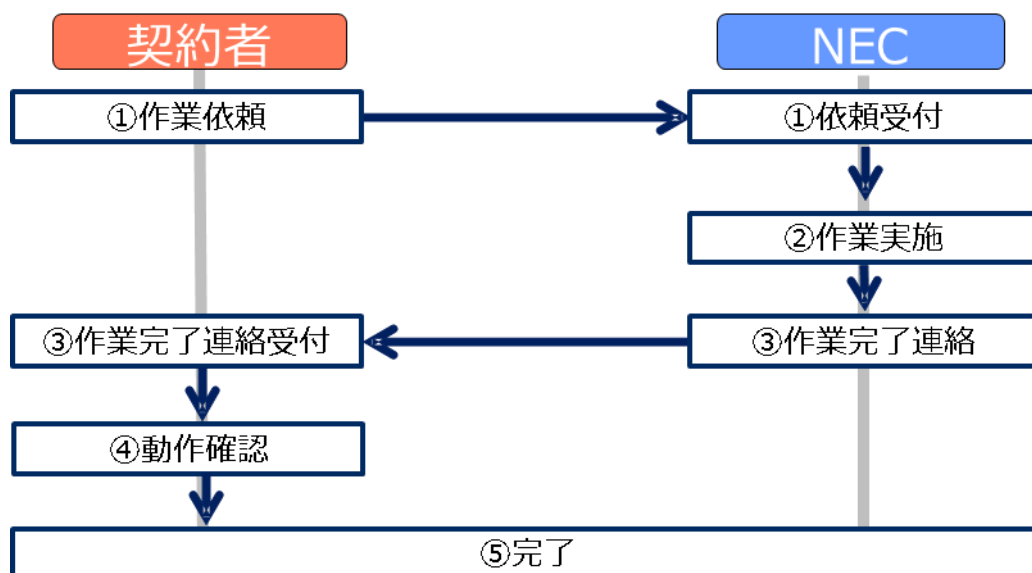 契約者
NEC
①作業依頼
①依頼受付
②作業実施
③作業完了連絡受付
③作業完了連絡
④動作確認
⑤完了